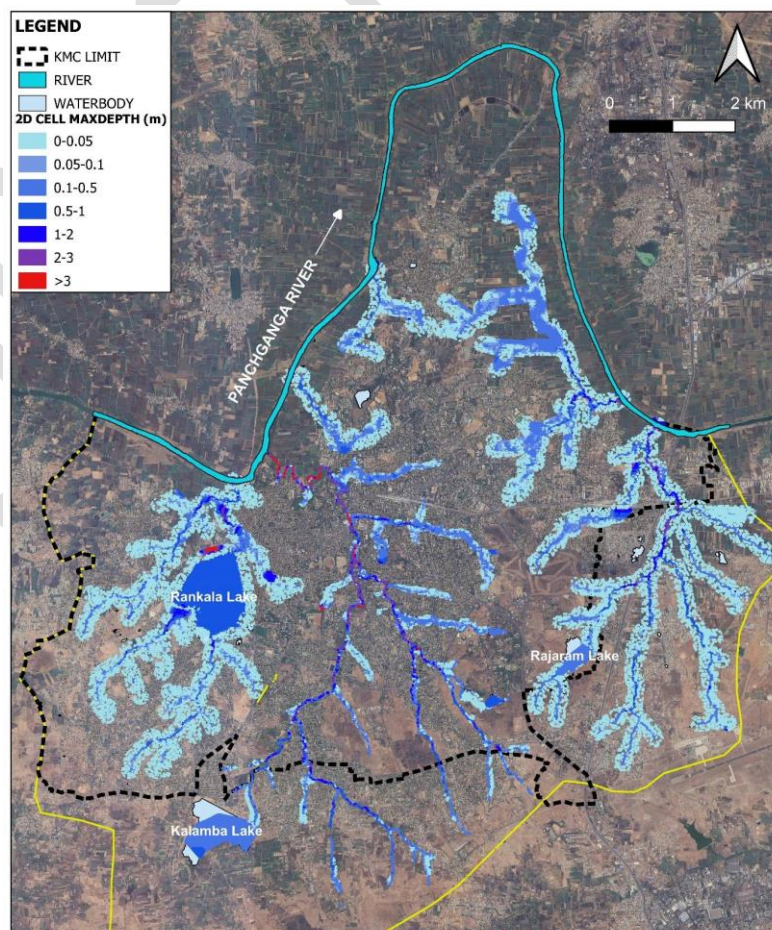 LEGEND
KMC LIMIT
RIVER
WATERBODY
2D CELL MAXDEPTH (m)
0-0.05
0.05-0.1
0.1-0.5
0.5-1
1-2
2-3
>3
0 1 2 km
PANCHGANGA RIVER
Rankala Lake
Rajaram Lake
Kalamba Lake